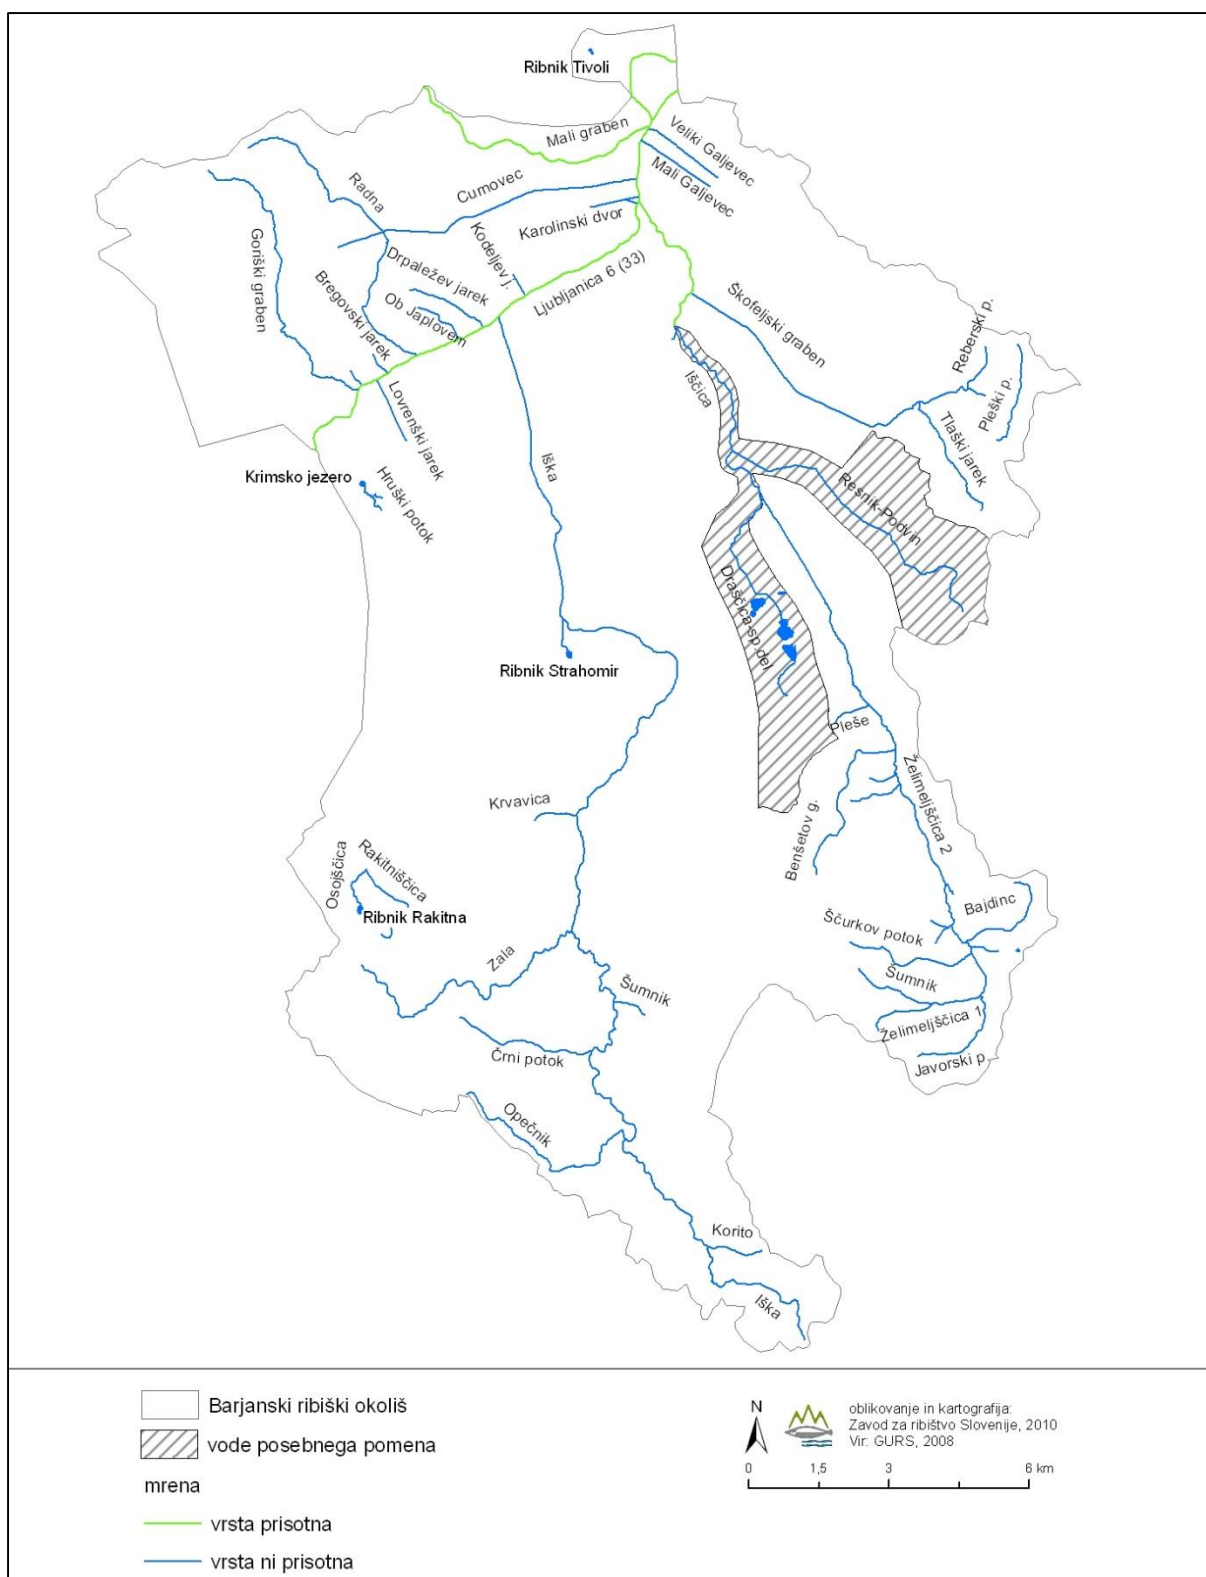 Ribnik Tivoli
Mali graben
Veliki Galjevec
Mali Galjevec
Radna
Cumovec
Karolinski dvor
Goriški graben
Kodeljev j.
Drpaležev jarek
Ljubljanica 6 (33)
Bregovski jarek
Ob Japlovem
Škofeljski graben
Reberski p.
Pleški p.
Iščica
Lovrenški jarek
Tlaški jarek
Krimsko jezero
Hruški potok
Iška
Resnik-Podvin
Draščica-sp.del
Ribnik Strahomir
Pleše
Želimeljščica 2
Krvavica
Benšetov g.
Osojščica
Rakitniščica
Ribnik Rakitna
Bajdinc
Ščurkov potok
Zala
Šumnik
Šumnik
Želimeljščica 1
Črni potok
Javorski p.
Opečnik
Korito
Iška
Barjanski ribiški okoliš
vode posebnega pomena
mrena
vrsta prisotna
vrsta ni prisotna
N
oblikovanje in kartografija:
Zavod za ribištvo Slovenije, 2010
Vir: GURS, 2008
0 1,5 3 6 km